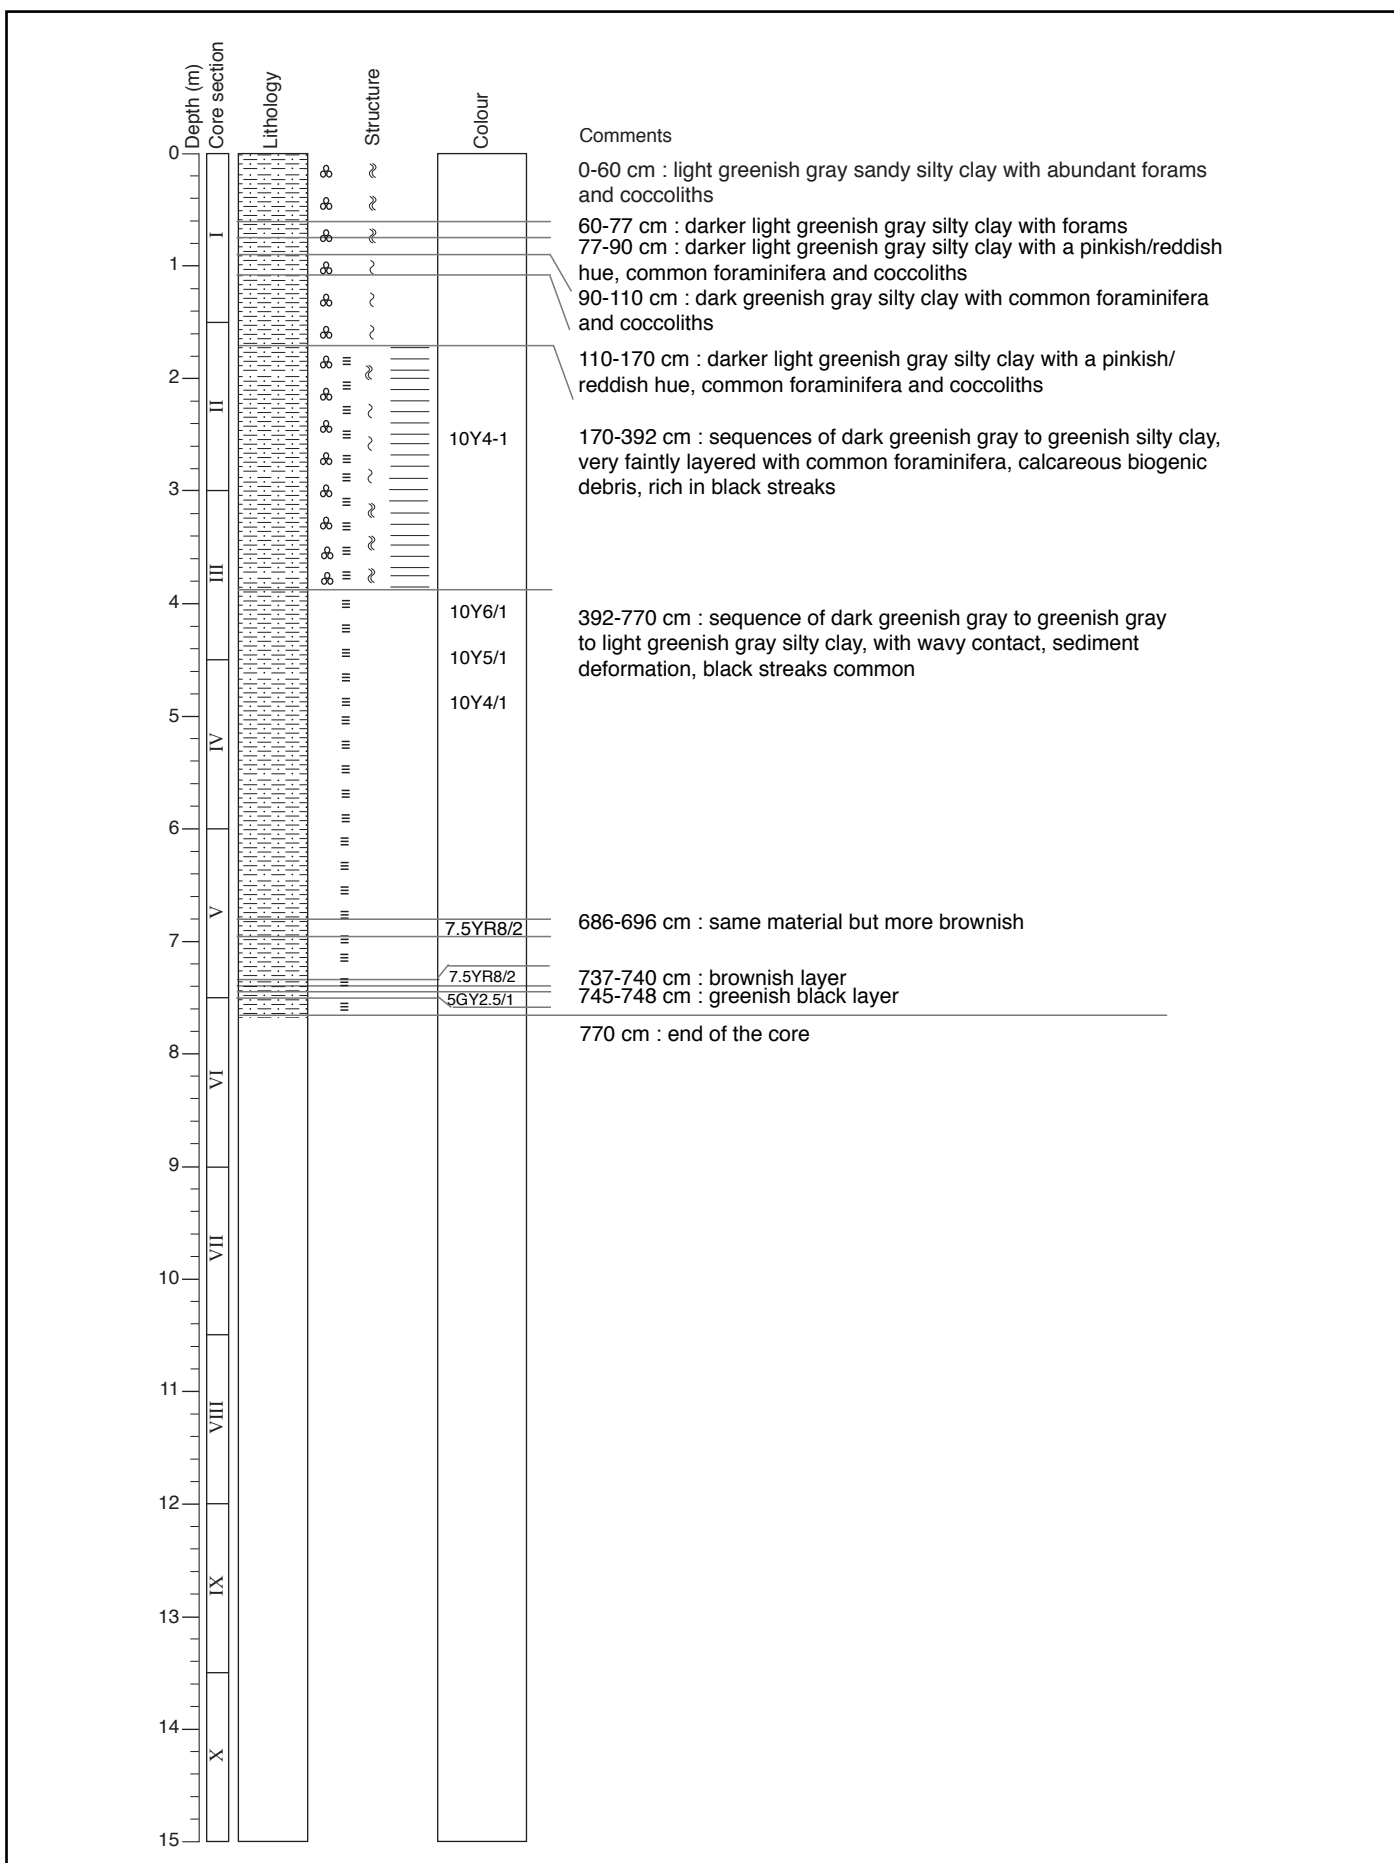 Depth (m)
Core section
Lithology
Structure
Colour
Comments
0
0-60 cm : light greenish gray sandy silty clay with abundant forams
and coccoliths
60-77 cm : darker light greenish gray silty clay with forams
I
77-90 cm : darker light greenish gray silty clay with a pinkish/reddish
hue, common foraminifera and coccoliths
1
90-110 cm : dark greenish gray silty clay with common foraminifera
and coccoliths
110-170 cm : darker light greenish gray silty clay with a pinkish/
reddish hue, common foraminifera and coccoliths
2
II
10Y4-1
170-392 cm : sequences of dark greenish gray to greenish silty clay,
very faintly layered with common foraminifera, calcareous biogenic
debris, rich in black streaks
3
III
4
10Y6/1
392-770 cm : sequence of dark greenish gray to greenish gray
to light greenish gray silty clay, with wavy contact, sediment
deformation, black streaks common
10Y5/1
10Y4/1
5
IV
6
V
7.5YR8/2
686-696 cm : same material but more brownish
7
7.5YR8/2
737-740 cm : brownish layer
5GY2.5/1
745-748 cm : greenish black layer
770 cm : end of the core
8
VI
9
VII
10
11
VIII
12
IX
13
14
X
15